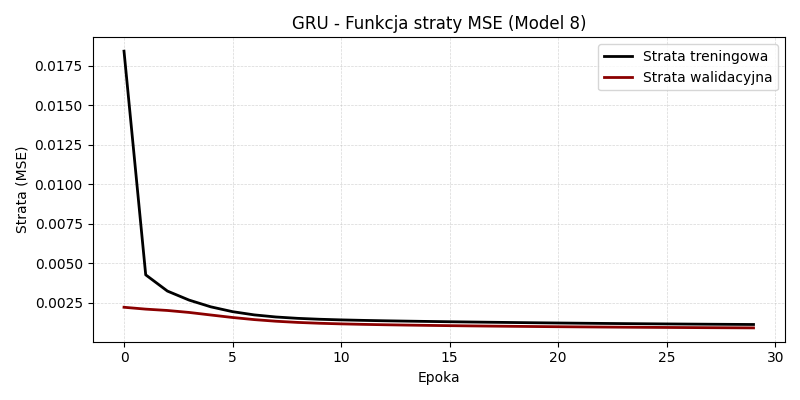 GRU - Funkcja straty MSE (Model 8)
Strata treningowa
Strata walidacyjna
Strata (MSE)
0.0175
0.0150
0.0125
0.0100
0.0075
0.0050
0.0025
0 5 10 15 20 25 30
Epoka